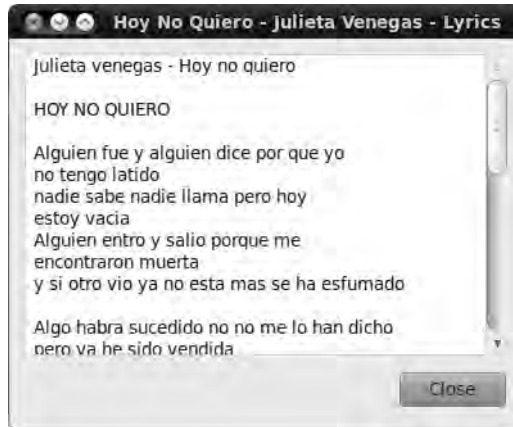 Hoy No Quiero - Julieta Venegas - Lyrics
Julieta venegas - Hoy no quiero
HOY NO QUIERO
Alguien fue y alguien dice por que yo
no tengo latido
nadie sabe nadie llama pero hoy
estoy vacia
Alguien entro y salio porque me
encontraron muerta
y si otro vio ya no esta mas se ha esfumado
Algo habra sucedido no no me lo han dicho
pero ya he sido vendida
Close